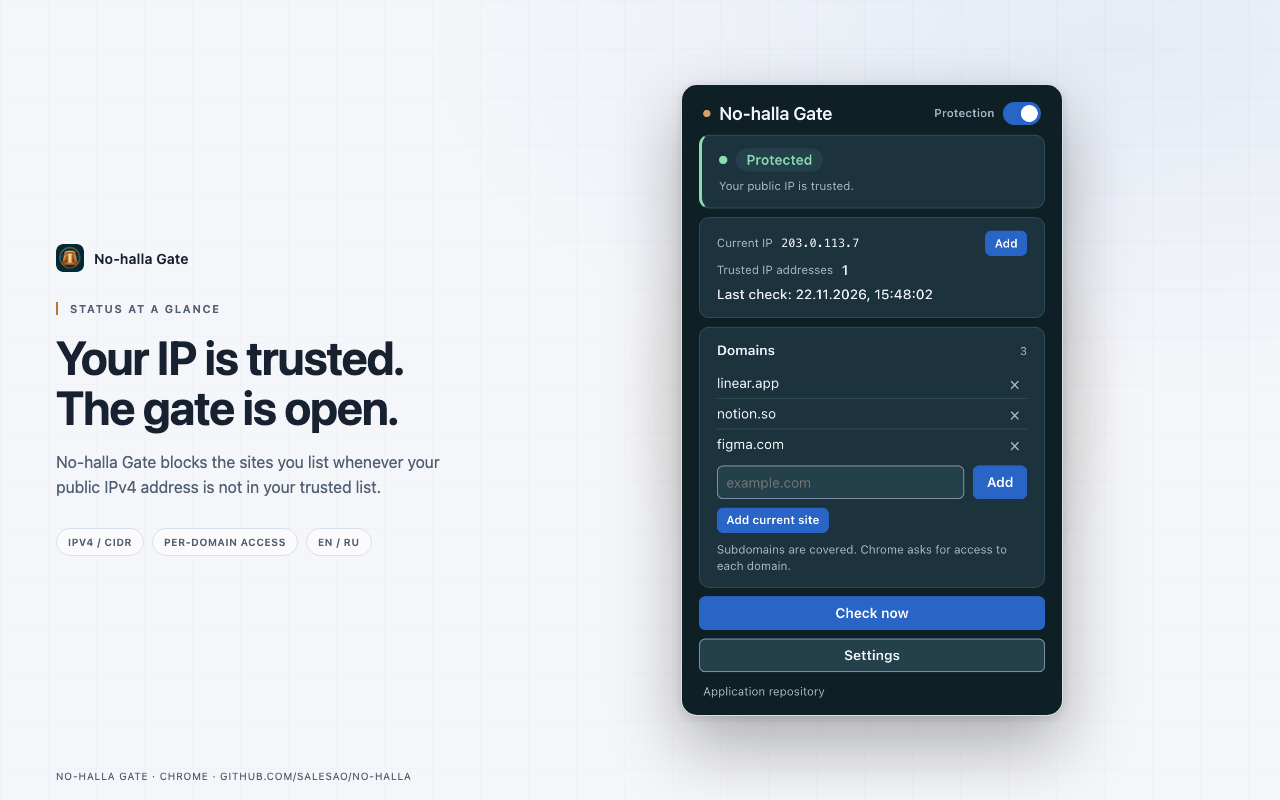 No-halla Gate
STATUS AT A GLANCE
Your IP is trusted.
The gate is open.
No-halla Gate blocks the sites you list whenever your
public IPv4 address is not in your trusted list.
IPV4 / CIDR
PER-DOMAIN ACCESS
EN / RU
NO-HALLA GATE · CHROME · GITHUB.COM/SALESAO/NO-HALLA
No-halla Gate
Protection
Protected
Your public IP is trusted.
Current IP 203.0.113.7
Add
Trusted IP addresses 1
Last check: 22.11.2026, 15:48:02
Domains 3
linear.app ×
notion.so ×
figma.com ×
example.com
Add
Add current site
Subdomains are covered. Chrome asks for access to
each domain.
Check now
Settings
Application repository